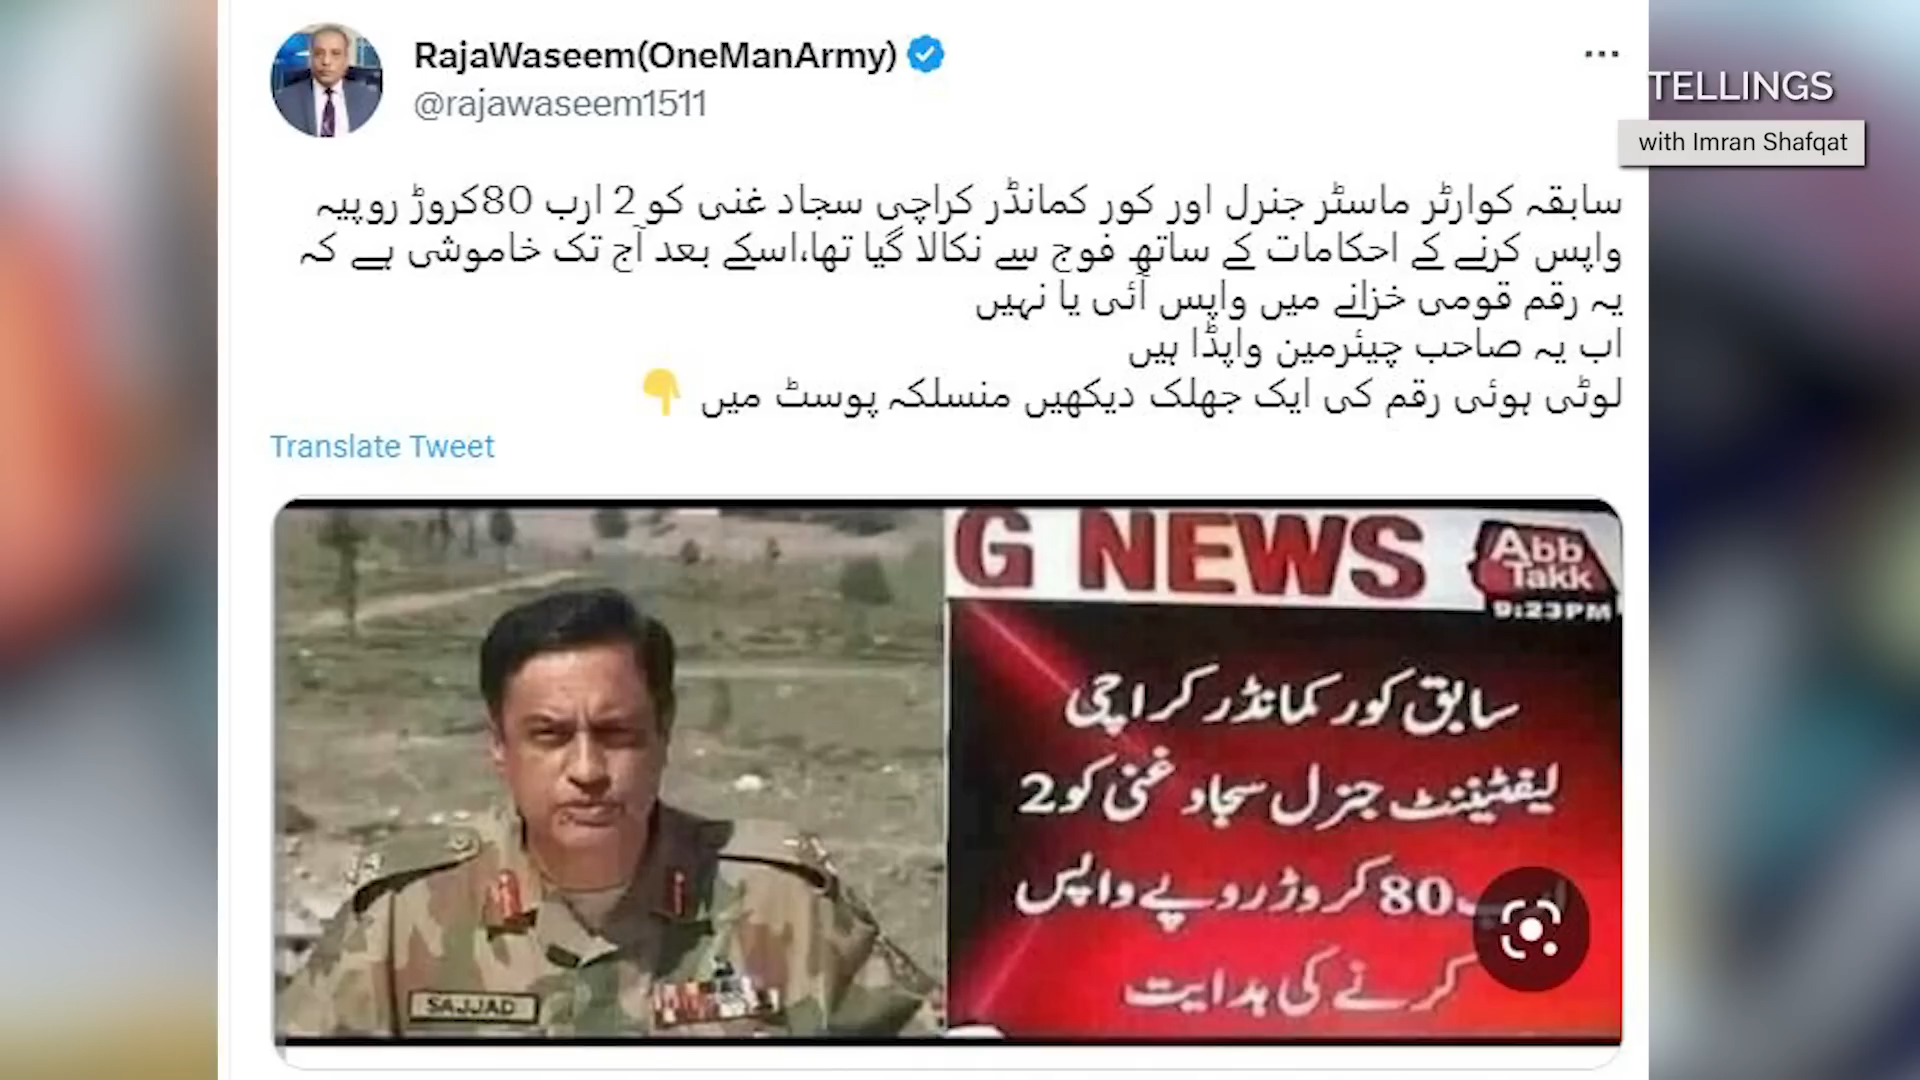 RajaWaseem(OneManArmy)
@rajawaseem1511
TELLINGS
with Imran Shafqat
سابقہ کوارٹر ماسٹر جنرل اور کور کمانڈر کراچی سجاد غنی کو 2 ارب 80کروڑ روپیہ
واپس کرنے کے احکامات کے ساتھ فوج سے نکالا گیا تھا،اسکے بعد آج تک خاموشی ہے کہ
یہ رقم قومی خزانے میں واپس آئی یا نہیں
اب یہ صاحب چیئرمین واپڈا ہیں
لوٹی ہوئی رقم کی ایک جھلک دیکھیں منسلکہ پوسٹ میں 👇
Translate Tweet
G NEWS
Abb
Takk
9:23PM
سابق کور کمانڈر کراچی
لیفٹیننٹ جنرل سجاد غنی کو 2
80 کروڑ روپے واپس
کرنے کی ہدایت
SAJJAD